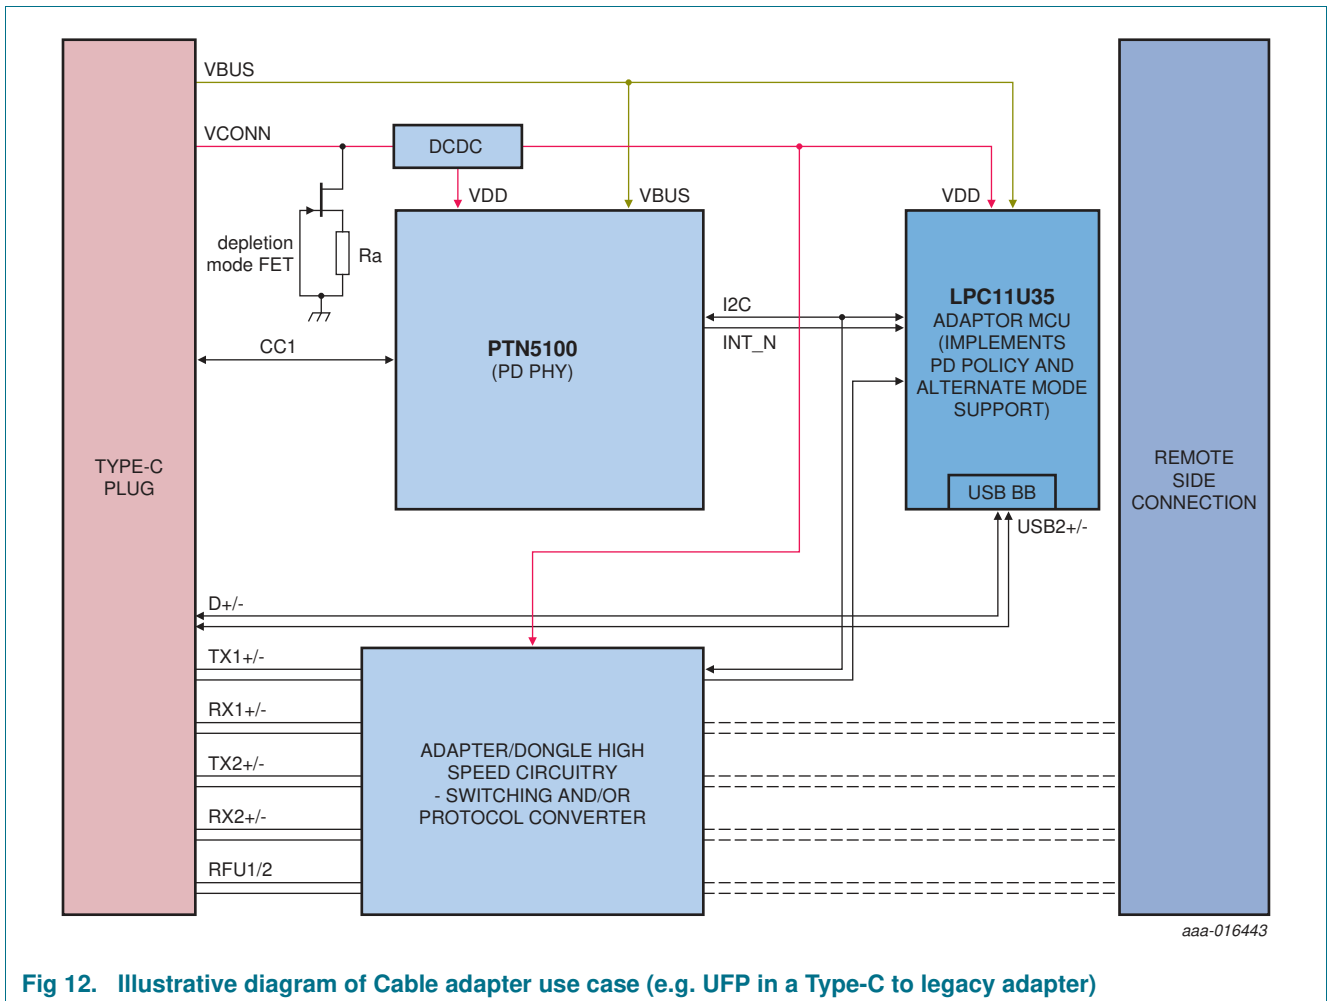 VBUS
VCONN
DCDC
VDD
VBUS
VDD
depletion
mode FET
Ra
I2C
INT_N
CC1
PTN5100
(PD PHY)
LPC11U35
ADAPTOR MCU
(IMPLEMENTS
PD POLICY AND
ALTERNATE MODE
SUPPORT)
USB BB
USB2+/-
TYPE-C
PLUG
REMOTE
SIDE
CONNECTION
D+/-
TX1+/-
RX1+/-
TX2+/-
RX2+/-
RFU1/2
ADAPTER/DONGLE HIGH
SPEED CIRCUITRY
- SWITCHING AND/OR
PROTOCOL CONVERTER
aaa-016443
Fig 12. Illustrative diagram of Cable adapter use case (e.g. UFP in a Type-C to legacy adapter)